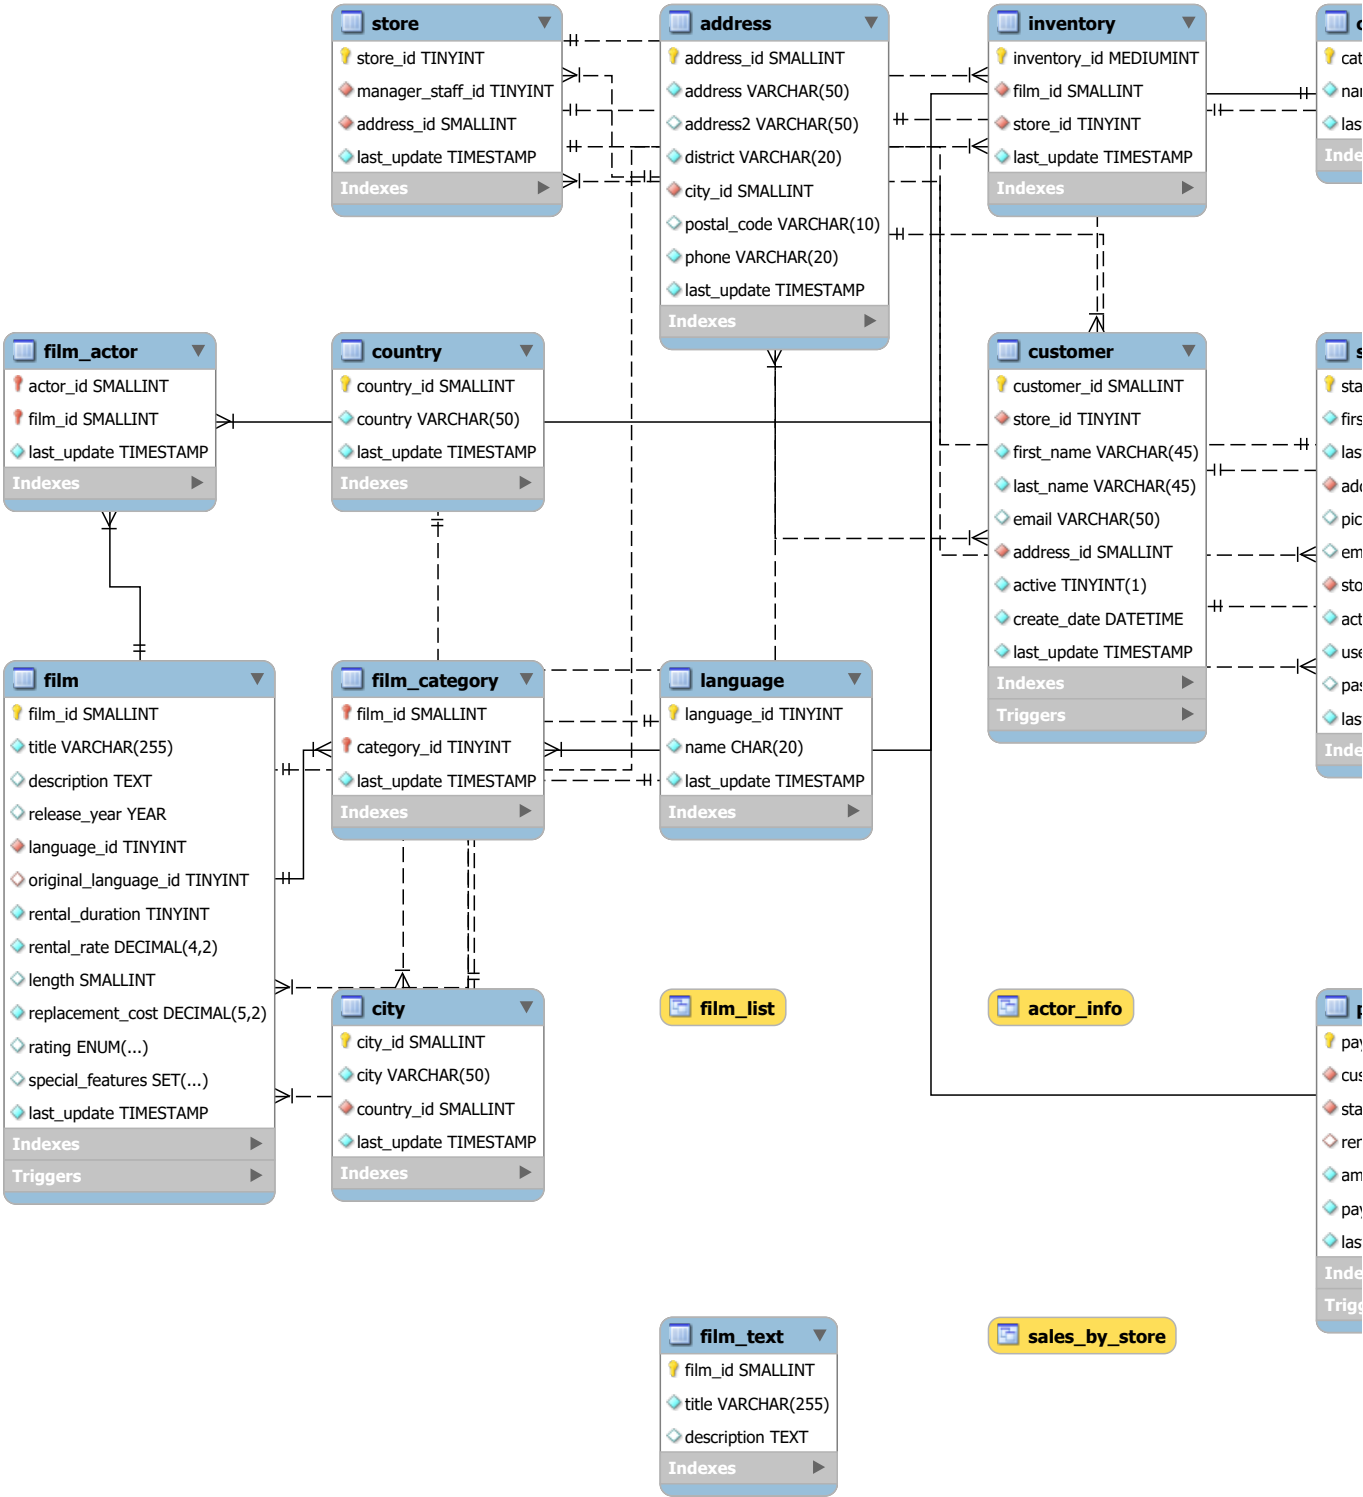 store
store_id TINYINT
manager_staff_id TINYINT
address_id SMALLINT
last_update TIMESTAMP
Indexes
address
address_id SMALLINT
address VARCHAR(50)
address2 VARCHAR(50)
district VARCHAR(20)
city_id SMALLINT
postal_code VARCHAR(10)
phone VARCHAR(20)
last_update TIMESTAMP
Indexes
inventory
inventory_id MEDIUMINT
film_id SMALLINT
store_id TINYINT
last_update TIMESTAMP
Indexes
film_actor
actor_id SMALLINT
film_id SMALLINT
last_update TIMESTAMP
Indexes
country
country_id SMALLINT
country VARCHAR(50)
last_update TIMESTAMP
Indexes
customer
customer_id SMALLINT
store_id TINYINT
first_name VARCHAR(45)
last_name VARCHAR(45)
email VARCHAR(50)
address_id SMALLINT
active TINYINT(1)
create_date DATETIME
last_update TIMESTAMP
Indexes
Triggers
film
film_id SMALLINT
title VARCHAR(255)
description TEXT
release_year YEAR
language_id TINYINT
original_language_id TINYINT
rental_duration TINYINT
rental_rate DECIMAL(4,2)
length SMALLINT
replacement_cost DECIMAL(5,2)
rating ENUM(...)
special_features SET(...)
last_update TIMESTAMP
Indexes
Triggers
film_category
film_id SMALLINT
category_id TINYINT
last_update TIMESTAMP
Indexes
language
language_id TINYINT
name CHAR(20)
last_update TIMESTAMP
Indexes
city
city_id SMALLINT
city VARCHAR(50)
country_id SMALLINT
last_update TIMESTAMP
Indexes
film_list
actor_info
film_text
film_id SMALLINT
title VARCHAR(255)
description TEXT
Indexes
sales_by_store